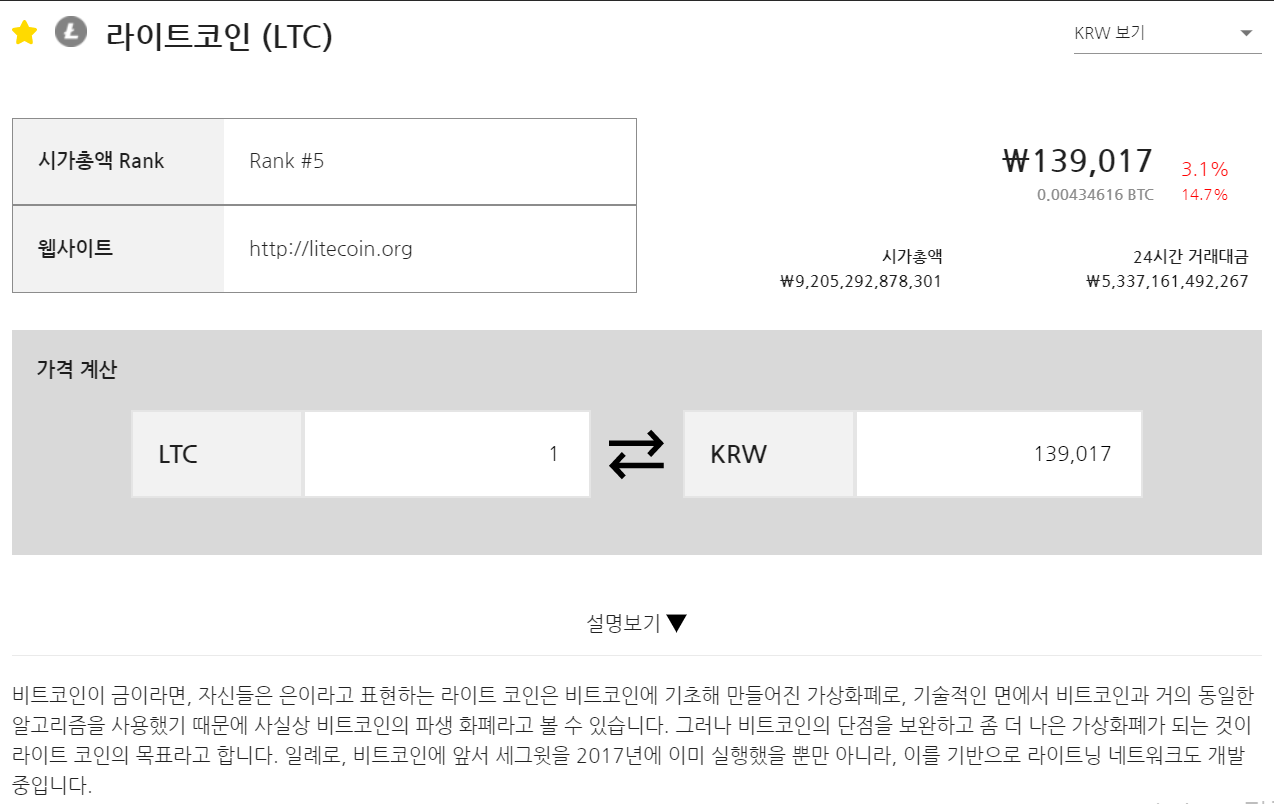 라이트코인 (LTC)
KRW 보기
시가총액 Rank
Rank #5
웹사이트
http://litecoin.org
₩139,017
3.1%
0.00434616 BTC
14.7%
시가총액
₩9,205,292,878,301
24시간 거래대금
₩5,337,161,492,267
가격 계산
LTC
1
KRW
139,017
설명보기 ▼
비트코인이 금이라면, 자신들은 은이라고 표현하는 라이트 코인은 비트코인에 기초해 만들어진 가상화폐로, 기술적인 면에서 비트코인과 거의 동일한
알고리즘을 사용했기 때문에 사실상 비트코인의 파생 화폐라고 볼 수 있습니다. 그러나 비트코인의 단점을 보완하고 좀 더 나은 가상화폐가 되는 것이
라이트 코인의 목표라고 합니다. 일례로, 비트코인에 앞서 세그윗을 2017년에 이미 실행했을 뿐만 아니라, 이를 기반으로 라이트닝 네트워크도 개발
중입니다.